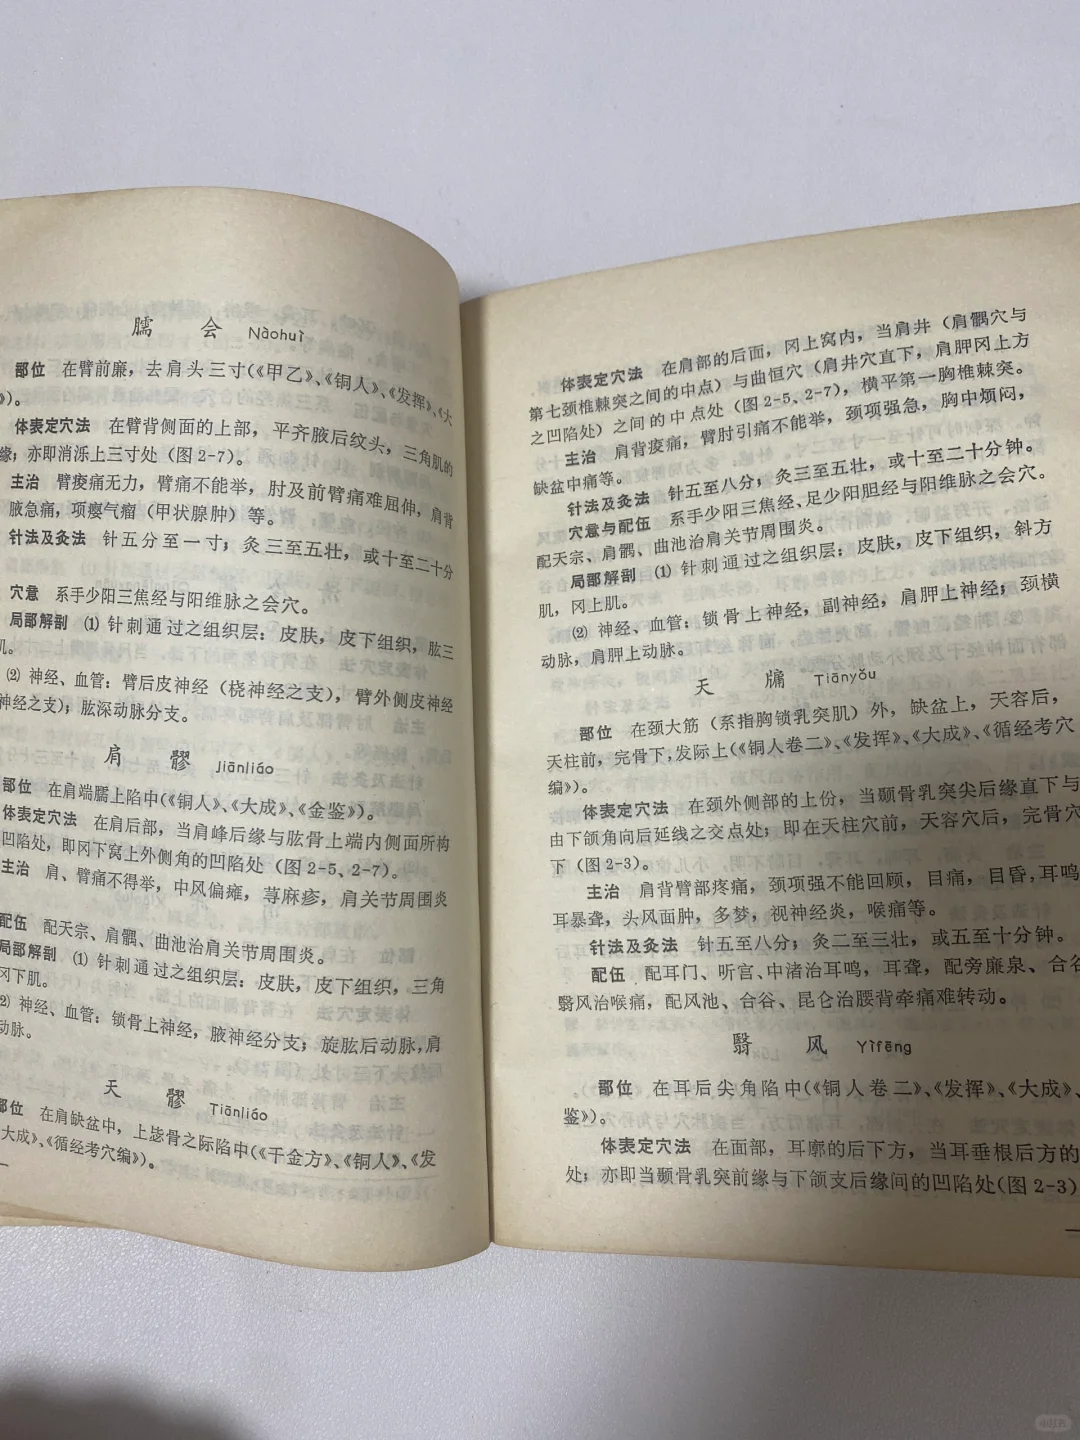 臑 会 Nàohuì
部位 在臂前廉，去肩头三寸(《甲乙》、《铜人》、《发挥》、《大
》)。
体表定穴法 在臂背侧面的上部，平齐腋后纹头，三角肌的
缘；亦即消泺上三寸处（图2-7）。
主治 臂痠痛无力，臂痛不能举，肘及前臂痛难屈伸，肩背
腋急痛，项瘿气瘤（甲状腺肿）等。
针法及灸法 针五分至一寸，灸三至五壮，或十至二十分
穴意 系手少阳三焦经与阳维脉之会穴。
局部解剖 ⑴ 针刺通过之组织层：皮肤，皮下组织，肱三
肌。
⑵ 神经、血管：臂后皮神经（桡神经之支），臂外侧皮神经
神经之支）；肱深动脉分支。
肩 髎 Jiānliáo
部位 在肩端臑上陷中(《铜人》、《大成》、《金鉴》)。
体表定穴法 在肩后部，当肩峰后缘与肱骨上端内侧面所构
凹陷处，即冈下窝上外侧角的凹陷处（图2-5、2-7）。
主治 肩、臂痛不得举，中风偏瘫，荨麻疹，肩关节周围炎
配伍 配天宗、肩髃、曲池治肩关节周围炎。
局部解剖 ⑴ 针刺通过之组织层：皮肤，皮下组织，三角
冈下肌。
⑵ 神经、血管：锁骨上神经，腋神经分支；旋肱后动脉，肩
动脉。
天 髎 Tiānliáo
部位 在肩缺盆中，上毖骨之际陷中(《千金方》、《铜人》、《发
大成》、《循经考穴编》)。
体表定穴法 在肩部的后面，冈上窝内，当肩井（肩髃穴与
第七颈椎棘突之间的中点）与曲恒穴（肩井穴直下，肩胛冈上方
之凹陷处）之间的中点处（图2-5、2-7），横平第一胸椎棘突。
主治 肩背痠痛，臂肘引痛不能举，颈项强急，胸中烦闷，
缺盆中痛等。
针法及灸法 针五至八分，灸三至五壮，或十至二十分钟。
穴意与配伍 系手少阳三焦经、足少阳胆经与阳维脉之会穴。
配天宗、肩髃、曲池治肩关节周围炎。
局部解剖 ⑴ 针刺通过之组织层：皮肤，皮下组织，斜方
肌，冈上肌。
⑵ 神经、血管：锁骨上神经，副神经，肩胛上神经；颈横
动脉，肩胛上动脉。
天 牖 Tiānyǒu
部位 在颈大筋（系指胸锁乳突肌）外，缺盆上，天容后，
天柱前，完骨下，发际上(《铜人卷二》、《发挥》、《大成》、《循经考穴
编》)。
体表定穴法 在颈外侧部的上份，当颞骨乳突尖后缘直下与
由下颌角向后延线之交点处；即在天柱穴前，天容穴后，完骨穴
下（图2-3）。
主治 肩背臂部疼痛，颈项强不能回顾，目痛，目昏，耳鸣
耳暴聋，头风面肿，多梦，视神经炎，喉痛等。
针法及灸法 针五至八分；灸二至三壮，或五至十分钟。
配伍 配耳门、听宫、中渚治耳鸣，耳聋，配旁廉泉、合谷
翳风治喉痛，配风池、合谷、昆仑治腰背牵痛难转动。
翳 风 Yìfēng
部位 在耳后尖角陷中(《铜人卷二》、《发挥》、《大成》、
鉴》)。
体表定穴法 在面部，耳廓的后下方，当耳垂根后方的
处；亦即当颞骨乳突前缘与下颌支后缘间的凹陷处(图2-3)
小红书